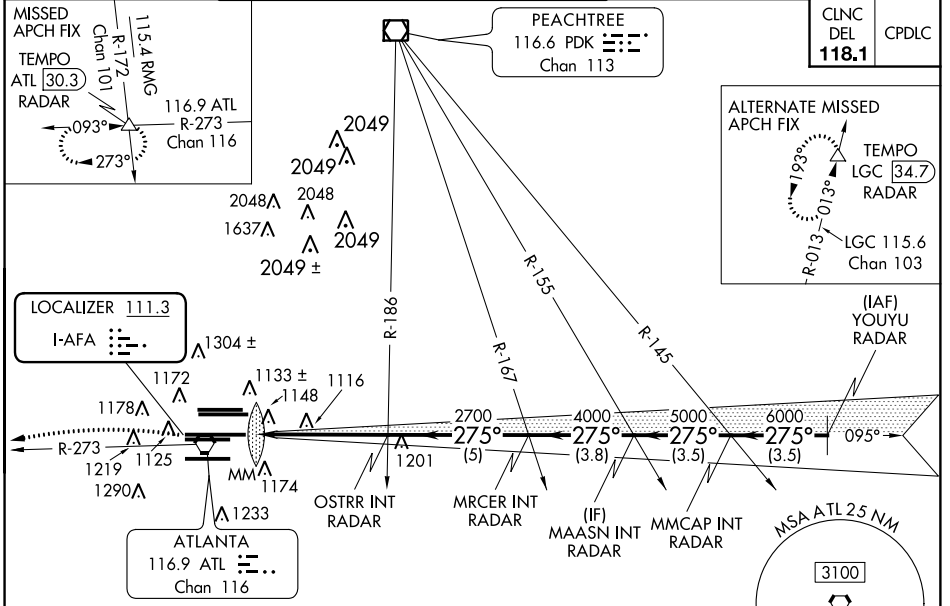 MISSED
APCH FIX
TEMPO
ATL 30.3
RADAR
115.4 RMG
R-172
Chan 101
116.9 ATL
R-273
Chan 116
093°
273°
PEACHTREE
116.6 PDK
Chan 113
CLNC
DEL
118.1
CPDLC
ALTERNATE MISSED
APCH FIX
TEMPO
LGC 34.7
RADAR
193°
013°
R-013
LGC 115.6
Chan 103
2049
2049
2048
2048
1637
2049
2049 ±
R-186
R-155
R-167
R-145
(IAF)
YOUYU
RADAR
LOCALIZER 111.3
I-AFA
1304 ±
1172
1133 ±
1148
1116
1178
R-273
1219
1125
1290
MM
1174
1233
1201
2700
275°
(5)
4000
275°
(3.8)
5000
275°
(3.5)
6000
275°
(3.5)
095°
OSTRR INT
RADAR
MRCER INT
RADAR
(IF)
MAASN INT
RADAR
MMCAP INT
RADAR
ATLANTA
116.9 ATL
Chan 116
MSA ATL 25 NM
3100